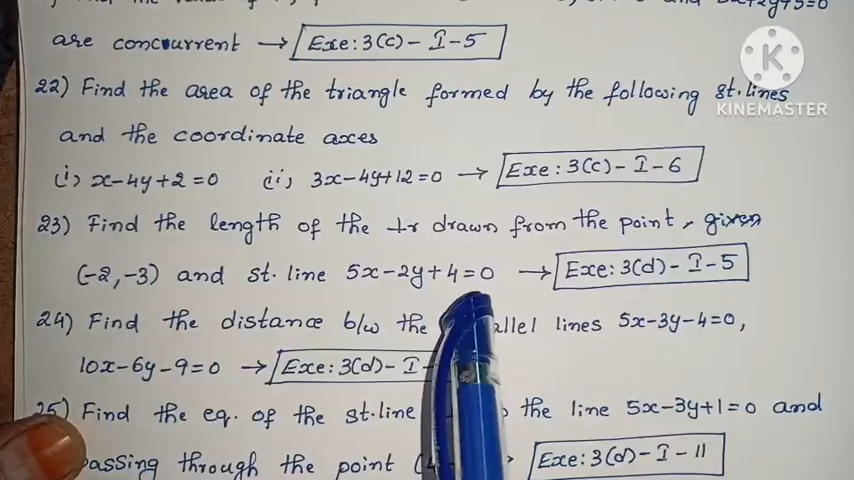 are concurrent → Exe: 3(c) - I - 5
22) Find the area of the triangle formed by the following st. lines
and the coordinate axes
(i) x-4y+2=0 (ii) 3x-4y+12=0 → Exe: 3(c) - I - 6
23) Find the length of the ⊥r drawn from the point, given
(-2,-3) and st. line 5x-2y+4=0 → Exe: 3(d) - I - 5
24) Find the distance b/w the allel lines 5x-3y-4=0,
10x-6y-9=0 → Exe: 3(d) - I -
25) Find the eq. of the st. line the line 5x-3y+1=0 and
passing through the point ( Exe: 3(d) - I - 11
K
KINEMASTER